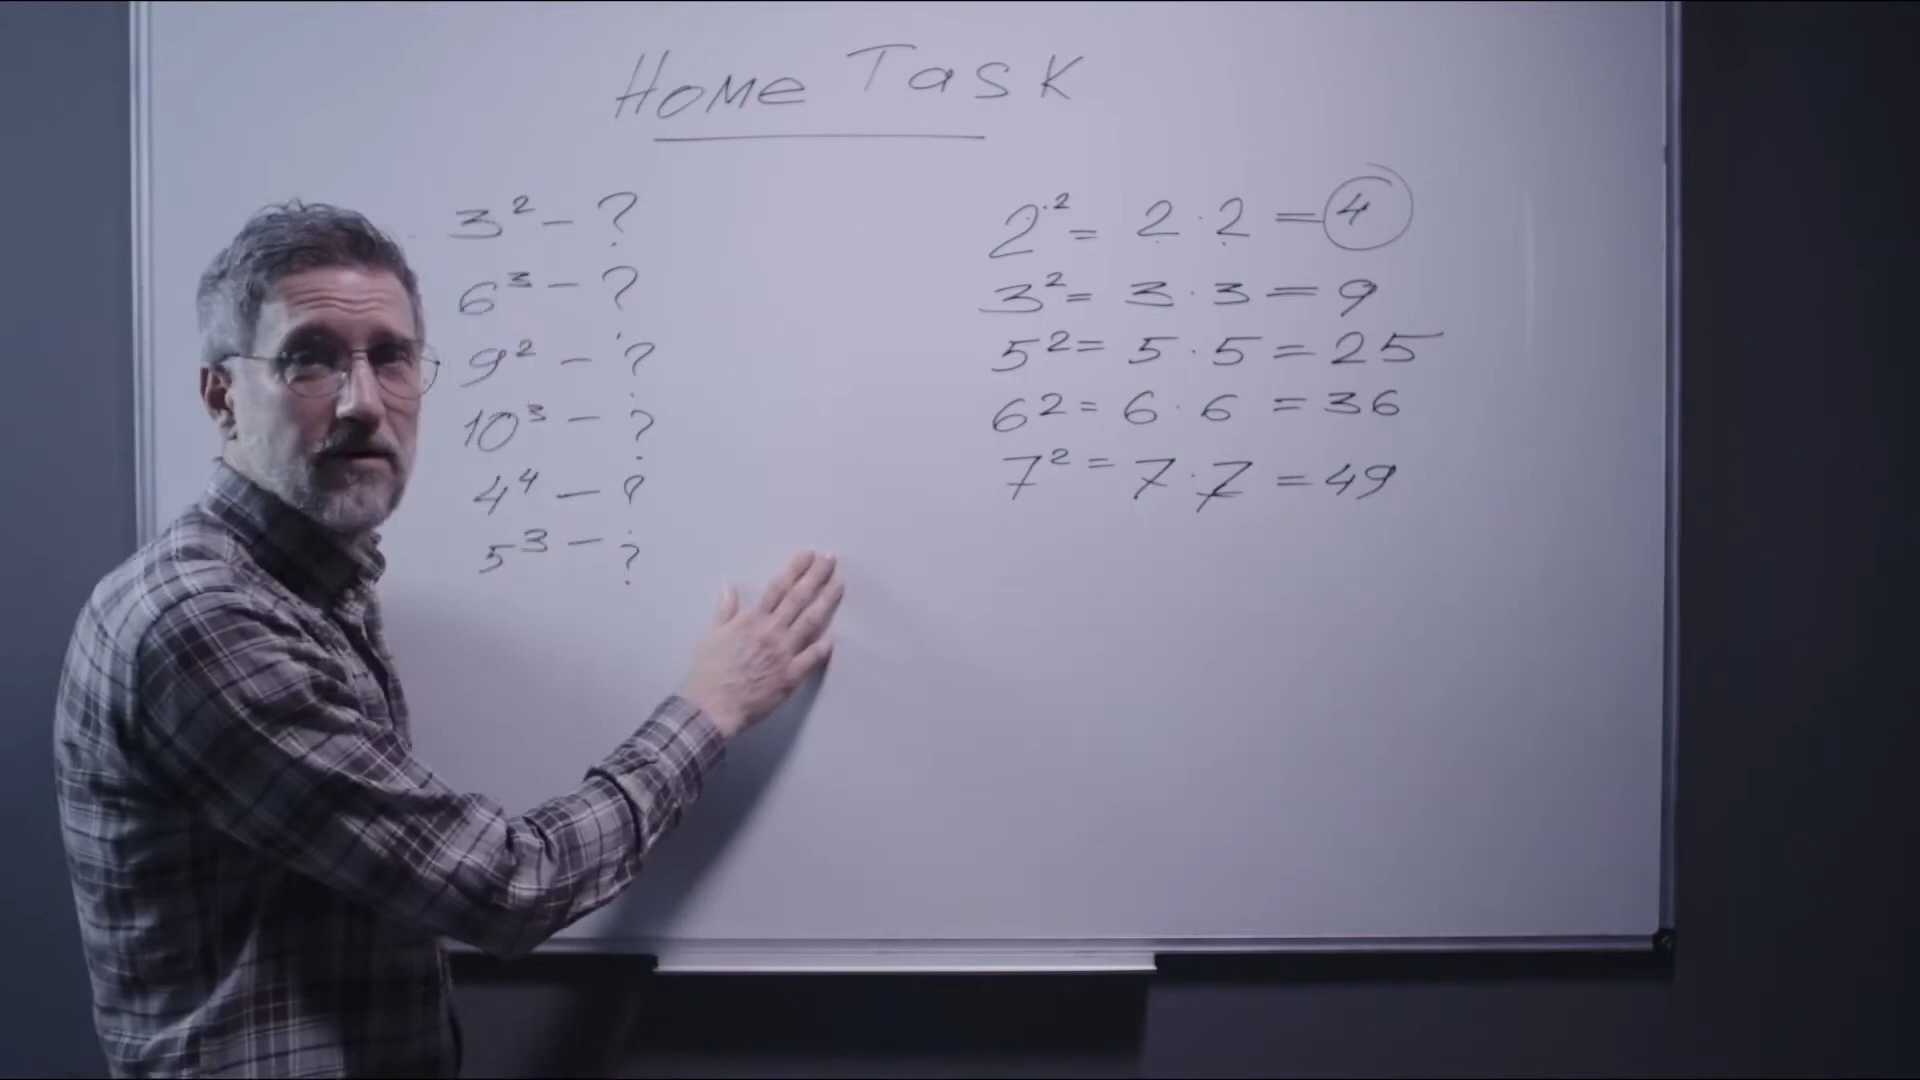 Home Task
3² – ?
6³ – ?
9² – ?
10³ – ?
4⁴ – ?
5³ – ?
2² = 2 · 2 = 4
3² = 3 · 3 = 9
5² = 5 · 5 = 25
6² = 6 · 6 = 36
7² = 7 · 7 = 49